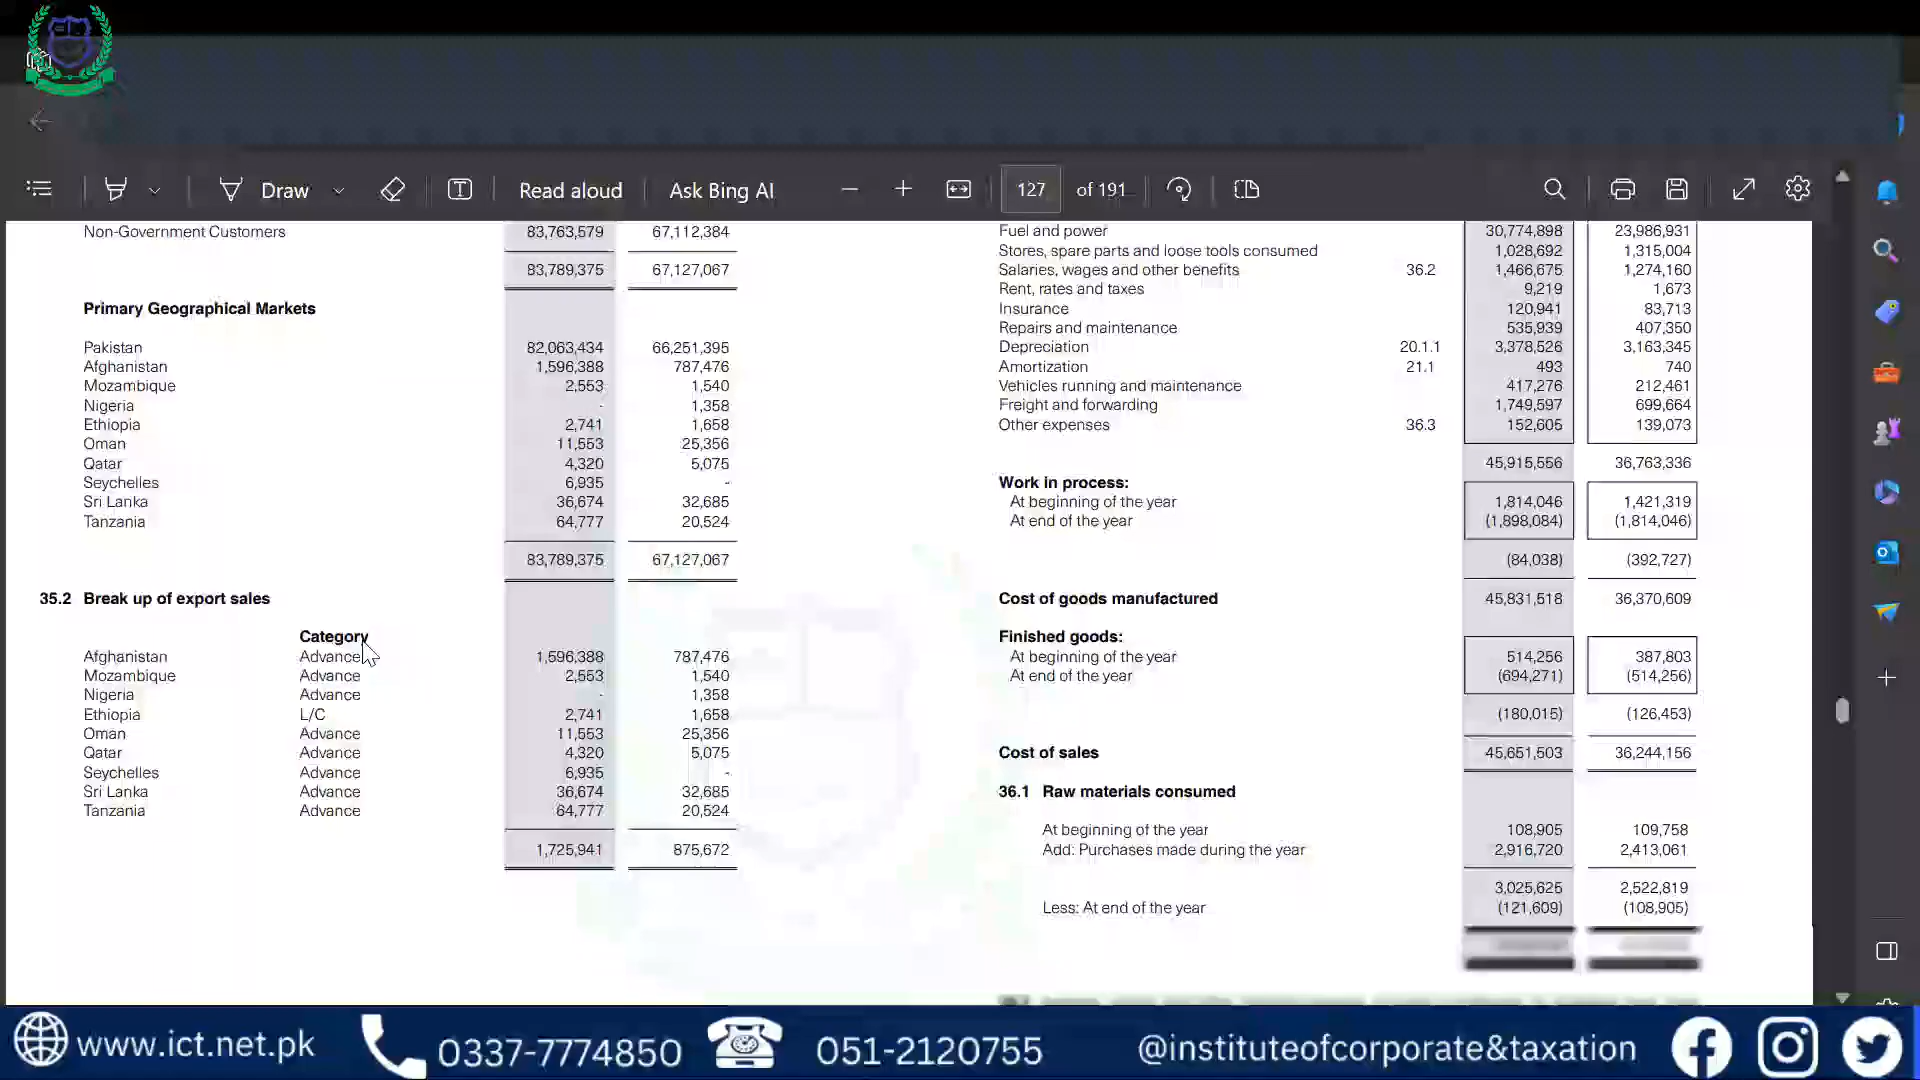 Draw
Read aloud
Ask Bing AI
127 of 191
Non-Government Customers 83,763,579 67,112,384
83,789,375 67,127,067
Primary Geographical Markets
Pakistan 82,063,434 66,251,395
Afghanistan 1,596,388 787,476
Mozambique 2,553 1,540
Nigeria - 1,358
Ethiopia 2,741 1,658
Oman 11,553 25,356
Qatar 4,320 5,075
Seychelles 6,935 -
Sri Lanka 36,674 32,685
Tanzania 64,777 20,524
83,789,375 67,127,067
35.2 Break up of export sales
Category
Afghanistan Advance 1,596,388 787,476
Mozambique Advance 2,553 1,540
Nigeria Advance - 1,358
Ethiopia L/C 2,741 1,658
Oman Advance 11,553 25,356
Qatar Advance 4,320 5,075
Seychelles Advance 6,935 -
Sri Lanka Advance 36,674 32,685
Tanzania Advance 64,777 20,524
1,725,941 875,672
Fuel and power 30,774,898 23,986,931
Stores, spare parts and loose tools consumed 1,028,692 1,315,004
Salaries, wages and other benefits 36.2 1,466,675 1,274,160
Rent, rates and taxes 9,219 1,673
Insurance 120,941 83,713
Repairs and maintenance 535,939 407,350
Depreciation 20.1.1 3,378,526 3,163,345
Amortization 21.1 493 740
Vehicles running and maintenance 417,276 212,461
Freight and forwarding 1,749,597 699,664
Other expenses 36.3 152,605 139,073
45,915,556 36,763,336
Work in process:
At beginning of the year 1,814,046 1,421,319
At end of the year (1,898,084) (1,814,046)
(84,038) (392,727)
Cost of goods manufactured 45,831,518 36,370,609
Finished goods:
At beginning of the year 514,256 387,803
At end of the year (694,271) (514,256)
(180,015) (126,453)
Cost of sales 45,651,503 36,244,156
36.1 Raw materials consumed
At beginning of the year 108,905 109,758
Add: Purchases made during the year 2,916,720 2,413,061
3,025,625 2,522,819
Less: At end of the year (121,609) (108,905)
www.ict.net.pk 0337-7774850 051-2120755 @instituteofcorporate&taxation